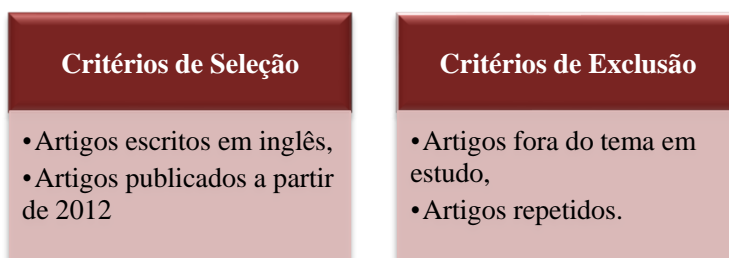 Critérios de Seleção
•Artigos escritos em inglês,
•Artigos publicados a partir
de 2012
Critérios de Exclusão
•Artigos fora do tema em
estudo,
•Artigos repetidos.